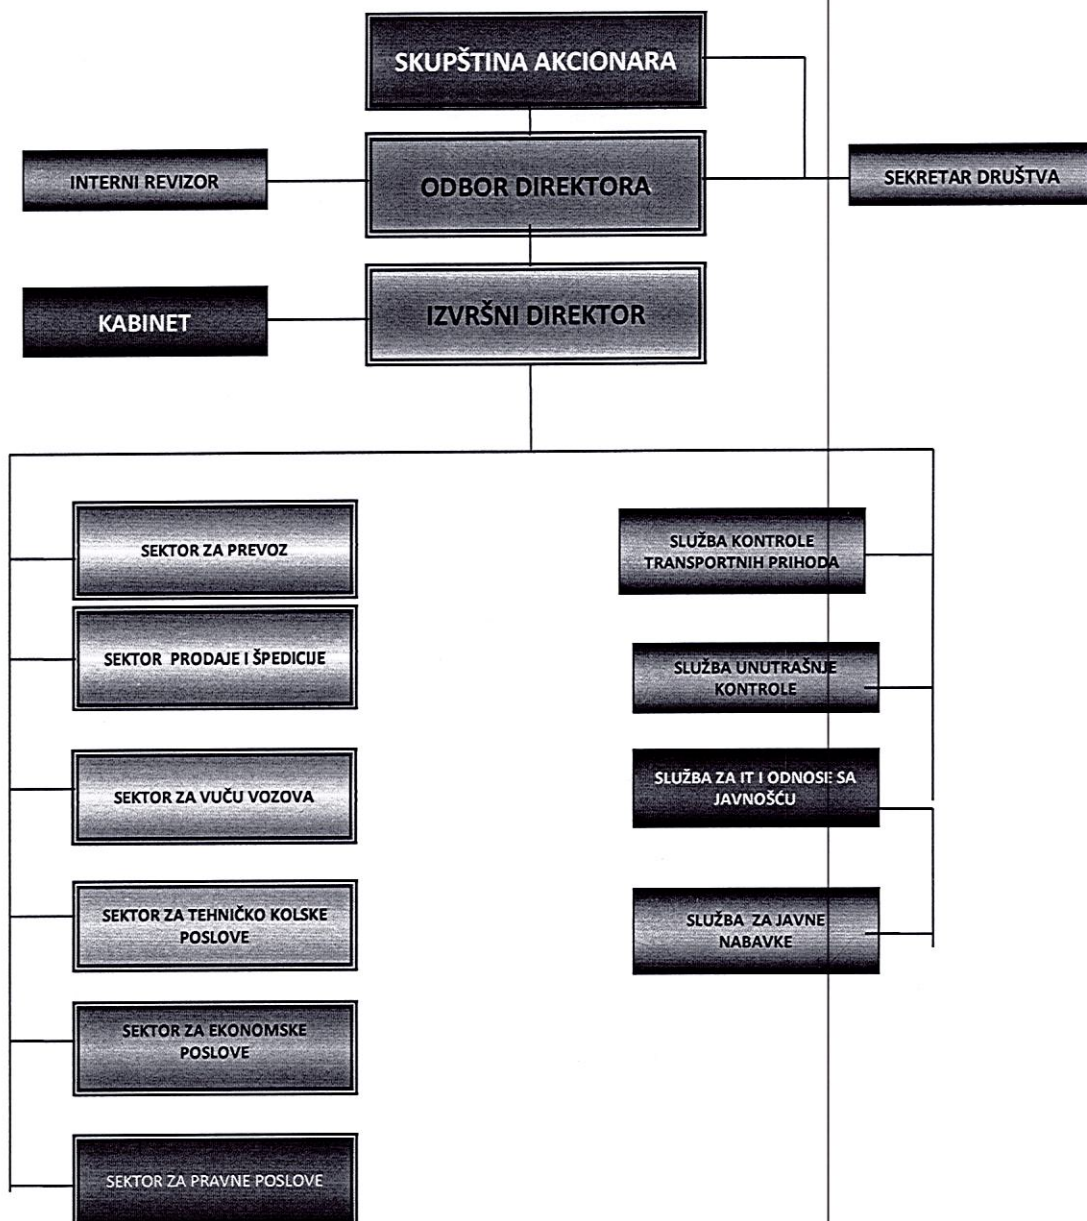 SKUPŠTINA AKCIONARA
INTERNI REVIZOR
ODBOR DIREKTORA
SEKRETAR DRUŠTVA
KABINET
IZVRŠNI DIREKTOR
SEKTOR ZA PREVOZ
SEKTOR PRODAJE I ŠPEDICIJE
SEKTOR ZA VUČU VOZOVA
SEKTOR ZA TEHNIČKO KOLSKE
POSLOVE
SEKTOR ZA EKONOMSKE
POSLOVE
SEKTOR ZA PRAVNE POSLOVE
SLUŽBA KONTROLE
TRANSPORTNIH PRIHODA
SLUŽBA UNUTRAŠNJE
KONTROLE
SLUŽBA ZA IT I ODNOSE SA
JAVNOŠĆU
SLUŽBA ZA JAVNE
NABAVKE